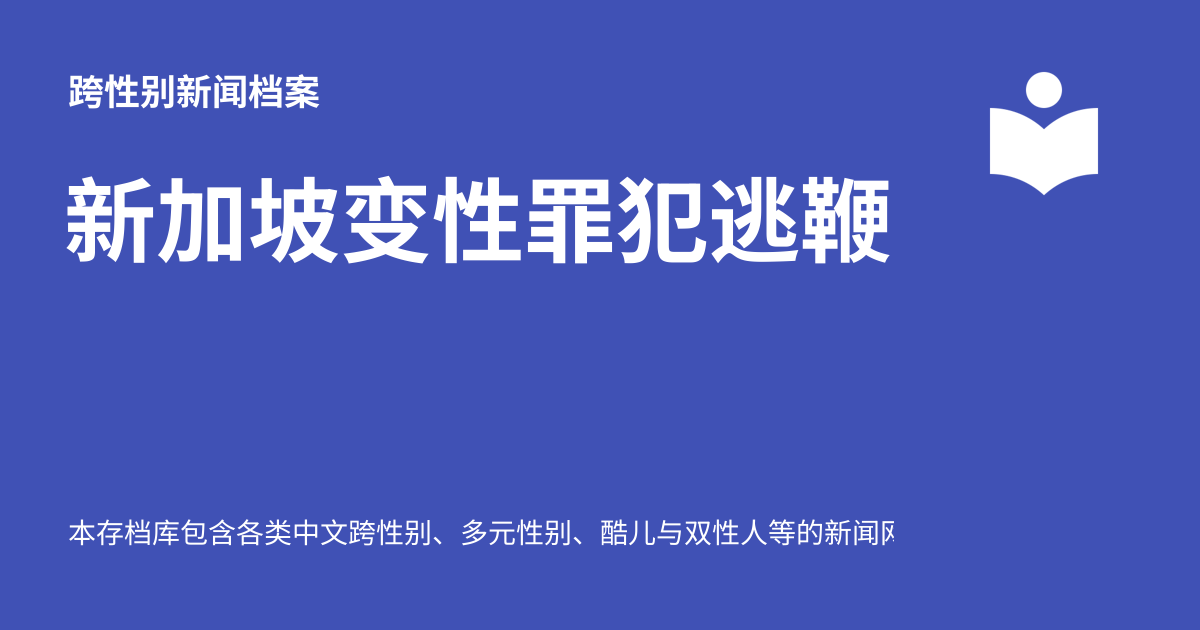 跨性别新闻档案
新加坡变性罪犯逃鞭
本存档库包含各类中文跨性别、多元性别、酷儿与双性人等的新闻